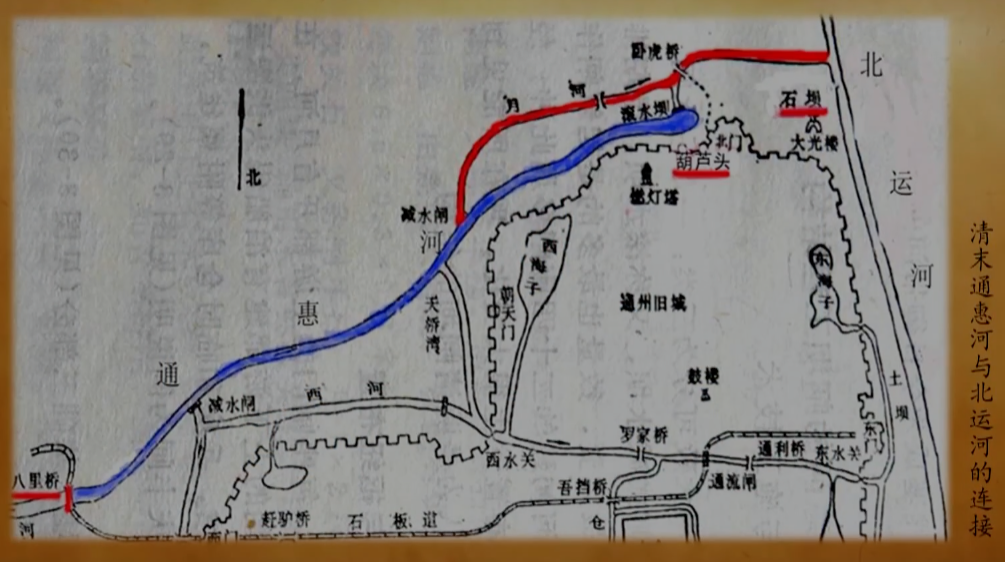 卧虎桥
北
月河
滚水坝
石坝
大光楼
北门
葫芦头
燃灯塔
北
运
河
减水闸
河
西海子
东海子
天桥湾
朝天门
通州旧城
惠
通
减水闸
西河
鼓楼
土坝
东门
罗家桥
通利桥
东水关
西水关
通流闸
八里桥
吾挡桥
河
赶驴桥
石板道
仓
西门
清末通惠河与北运河的连接